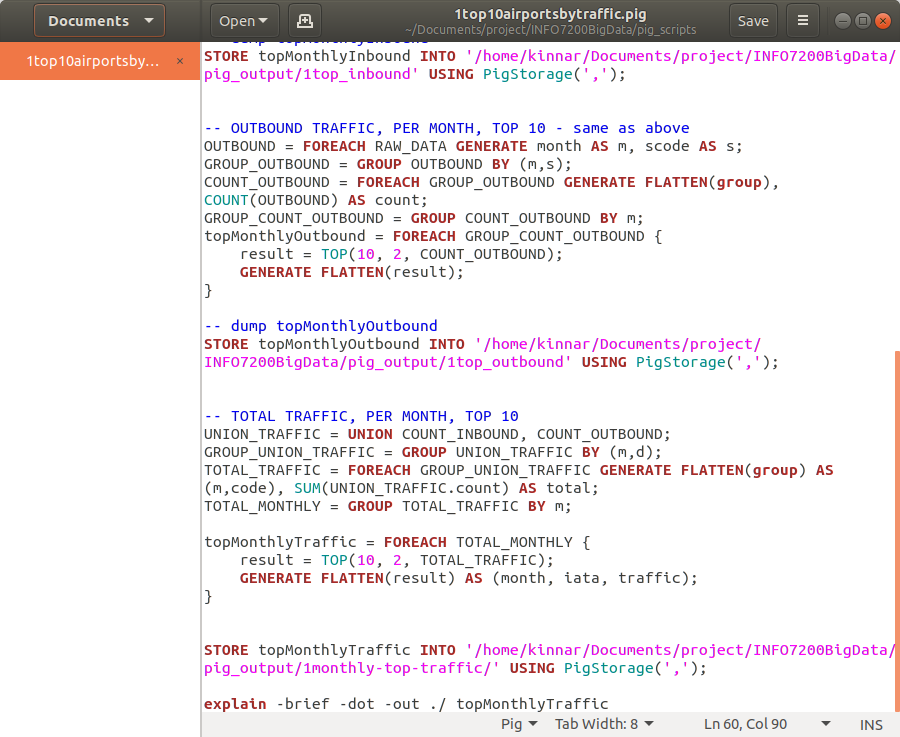 Documents
Open
1top10airportsbytraffic.pig
~/Documents/project/INFO7200BigData/pig_scripts
Save
1top10airportsby...
STORE topMonthlyInbound INTO '/home/kinnar/Documents/project/INFO7200BigData/
pig_output/1top_inbound' USING PigStorage(',');
-- OUTBOUND TRAFFIC, PER MONTH, TOP 10 - same as above
OUTBOUND = FOREACH RAW_DATA GENERATE month AS m, scode AS s;
GROUP_OUTBOUND = GROUP OUTBOUND BY (m,s);
COUNT_OUTBOUND = FOREACH GROUP_OUTBOUND GENERATE FLATTEN(group),
COUNT(OUTBOUND) AS count;
GROUP_COUNT_OUTBOUND = GROUP COUNT_OUTBOUND BY m;
topMonthlyOutbound = FOREACH GROUP_COUNT_OUTBOUND {
    result = TOP(10, 2, COUNT_OUTBOUND);
    GENERATE FLATTEN(result);
}
-- dump topMonthlyOutbound
STORE topMonthlyOutbound INTO '/home/kinnar/Documents/project/
INFO7200BigData/pig_output/1top_outbound' USING PigStorage(',');
-- TOTAL TRAFFIC, PER MONTH, TOP 10
UNION_TRAFFIC = UNION COUNT_INBOUND, COUNT_OUTBOUND;
GROUP_UNION_TRAFFIC = GROUP UNION_TRAFFIC BY (m,d);
TOTAL_TRAFFIC = FOREACH GROUP_UNION_TRAFFIC GENERATE FLATTEN(group) AS
(m,code), SUM(UNION_TRAFFIC.count) AS total;
TOTAL_MONTHLY = GROUP TOTAL_TRAFFIC BY m;
topMonthlyTraffic = FOREACH TOTAL_MONTHLY {
    result = TOP(10, 2, TOTAL_TRAFFIC);
    GENERATE FLATTEN(result) AS (month, iata, traffic);
}
STORE topMonthlyTraffic INTO '/home/kinnar/Documents/project/INFO7200BigData/
pig_output/1monthly-top-traffic/' USING PigStorage(',');
explain -brief -dot -out ./ topMonthlyTraffic
Pig
Tab Width: 8
Ln 60, Col 90
INS